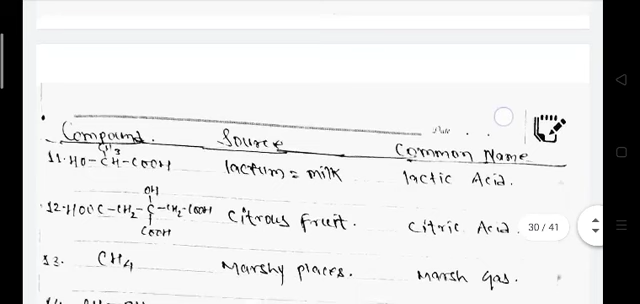 Date
Compound. Source Common Name
CH3
11. HO-CH-COOH lactum = milk lactic Acid.
OH
12. HOOC-CH2-C-CH2-COOH Citrous fruit. Citric Acid.
COOH
30 / 41
13. CH4 Marshy places. Marsh gas.
14.